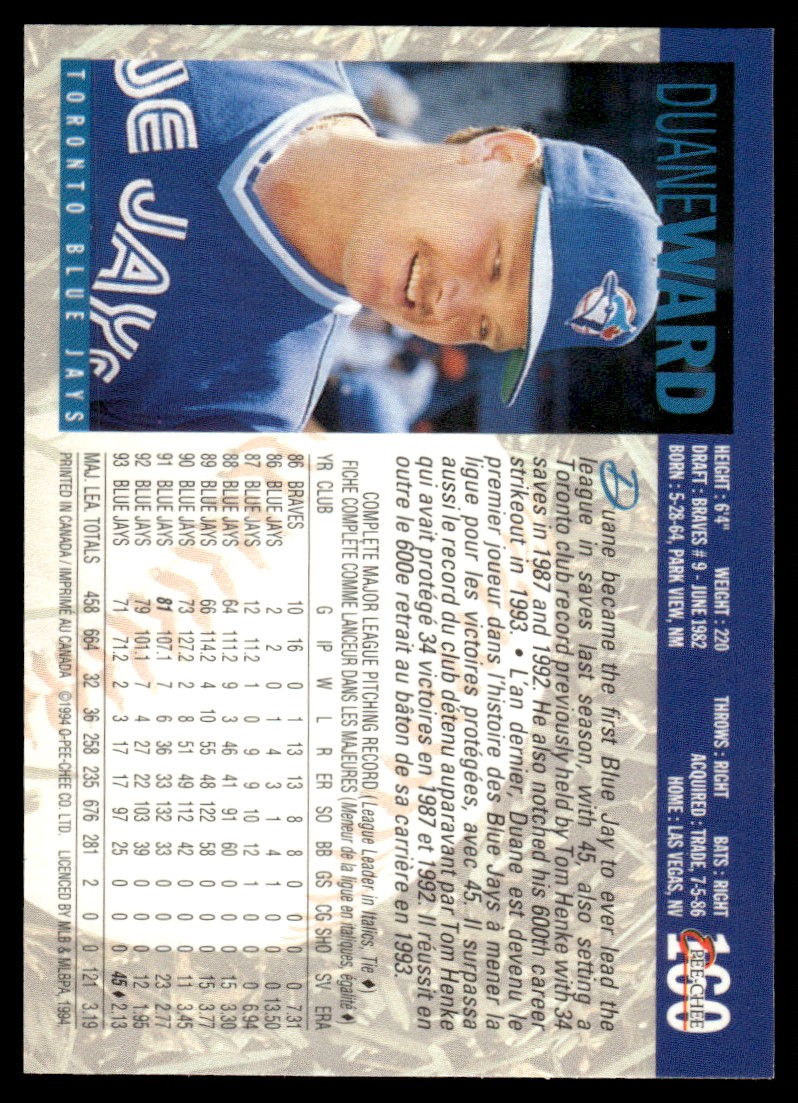 DUANE WARD
BLUE JAYS
TORONTO BLUE JAYS
O-PEE-CHEE
HEIGHT : 6'4" WEIGHT : 220 THROWS : RIGHT BATS : RIGHT
DRAFT : BRAVES # 9 - JUNE 1982 ACQUIRED : TRADE, 7-5-86
BORN : 5-28-64, PARK VIEW, NM HOME : LAS VEGAS, NV
Duane became the first Blue Jay to ever lead the
league in saves last season, with 45, also setting a
Toronto club record previously held by Tom Henke with 34
saves in 1987 and 1992. He also notched his 600th career
strikeout in 1993. • L'an dernier, Duane est devenu le
premier joueur dans l'histoire des Blue Jays à mener la
ligue pour les victoires protégées, avec 45. Il surpassa
aussi le record du club détenu auparavant par Tom Henke
qui avait protégé 34 victoires en 1987 et 1992. Il réussit en
outre le 600e retrait au bâton de sa carrière en 1993.
COMPLETE MAJOR LEAGUE PITCHING RECORD (League Leader in Italics, Tie ♦)
FICHE COMPLETE COMME LANCEUR DANS LES MAJEURES (Meneur de la ligue en italiques, égalité ♦)
YR CLUB G IP W L R ER SO BB GS CG SHO SV ERA
86 BRAVES 10 16 0 1 13 13 8 8 0 0 0 0 7.31
86 BLUE JAYS 2 2 0 1 4 3 1 4 1 0 0 0 13.50
87 BLUE JAYS 12 11.2 1 0 9 9 10 12 1 0 0 0 6.94
88 BLUE JAYS 64 111.2 9 3 46 41 91 60 0 0 0 15 3.30
89 BLUE JAYS 66 114.2 4 10 55 48 122 58 0 0 0 15 3.77
90 BLUE JAYS 73 127.2 2 8 51 49 112 42 0 0 0 11 3.45
91 BLUE JAYS 81 107.1 7 6 36 33 132 33 0 0 0 23 2.77
92 BLUE JAYS 79 101.1 7 4 27 22 103 39 0 0 0 12 1.95
93 BLUE JAYS 71 71.2 2 3 17 17 97 25 0 0 0 45♦ 2.13
MAJ. LEA. TOTALS 458 664 32 36 258 235 676 281 2 0 0 121 3.19
PRINTED IN CANADA / IMPRIMÉ AU CANADA ©1994 O-PEE-CHEE CO. LTD. LICENCED BY MLB & MLBPA, 1994